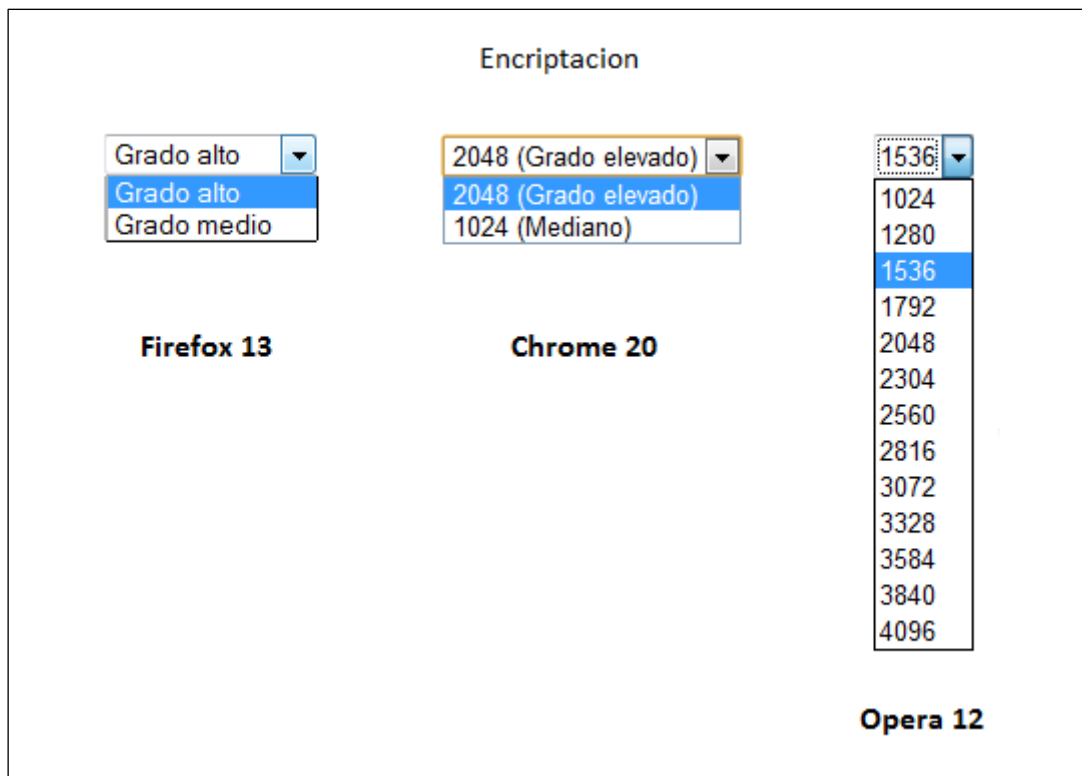 Encriptacion
Grado alto
Grado alto
Grado medio
Firefox 13
2048 (Grado elevado)
2048 (Grado elevado)
1024 (Mediano)
Chrome 20
1536
1024
1280
1536
1792
2048
2304
2560
2816
3072
3328
3584
3840
4096
Opera 12